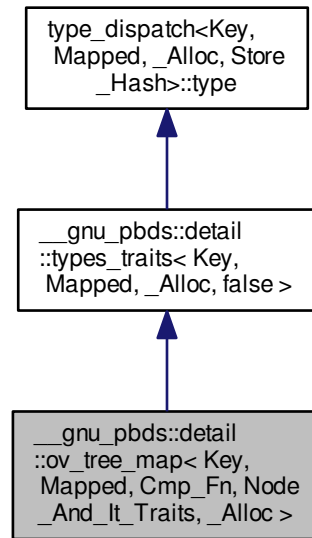 type_dispatch<Key,
Mapped, _Alloc, Store
_Hash>::type
__gnu_pbds::detail
::types_traits< Key,
Mapped, _Alloc, false >
__gnu_pbds::detail
::ov_tree_map< Key,
Mapped, Cmp_Fn, Node
_And_It_Traits, _Alloc >